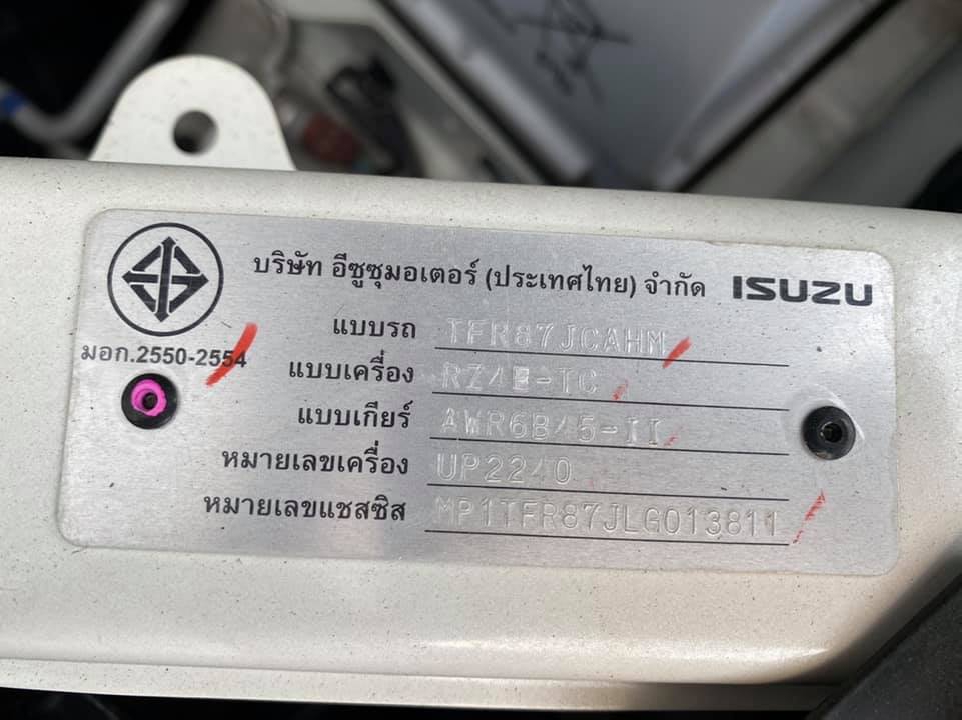 บริษัท อีซูซุมอเตอร์ (ประเทศไทย) จำกัด ISUZU
มอก.2550-2554
แบบรถ TFR87JCAHM
แบบเครื่อง RZ4E-TC
แบบเกียร์ AWR6B45-II
หมายเลขเครื่อง UP2240
หมายเลขแชสซิส MP1TFR87JLG013811